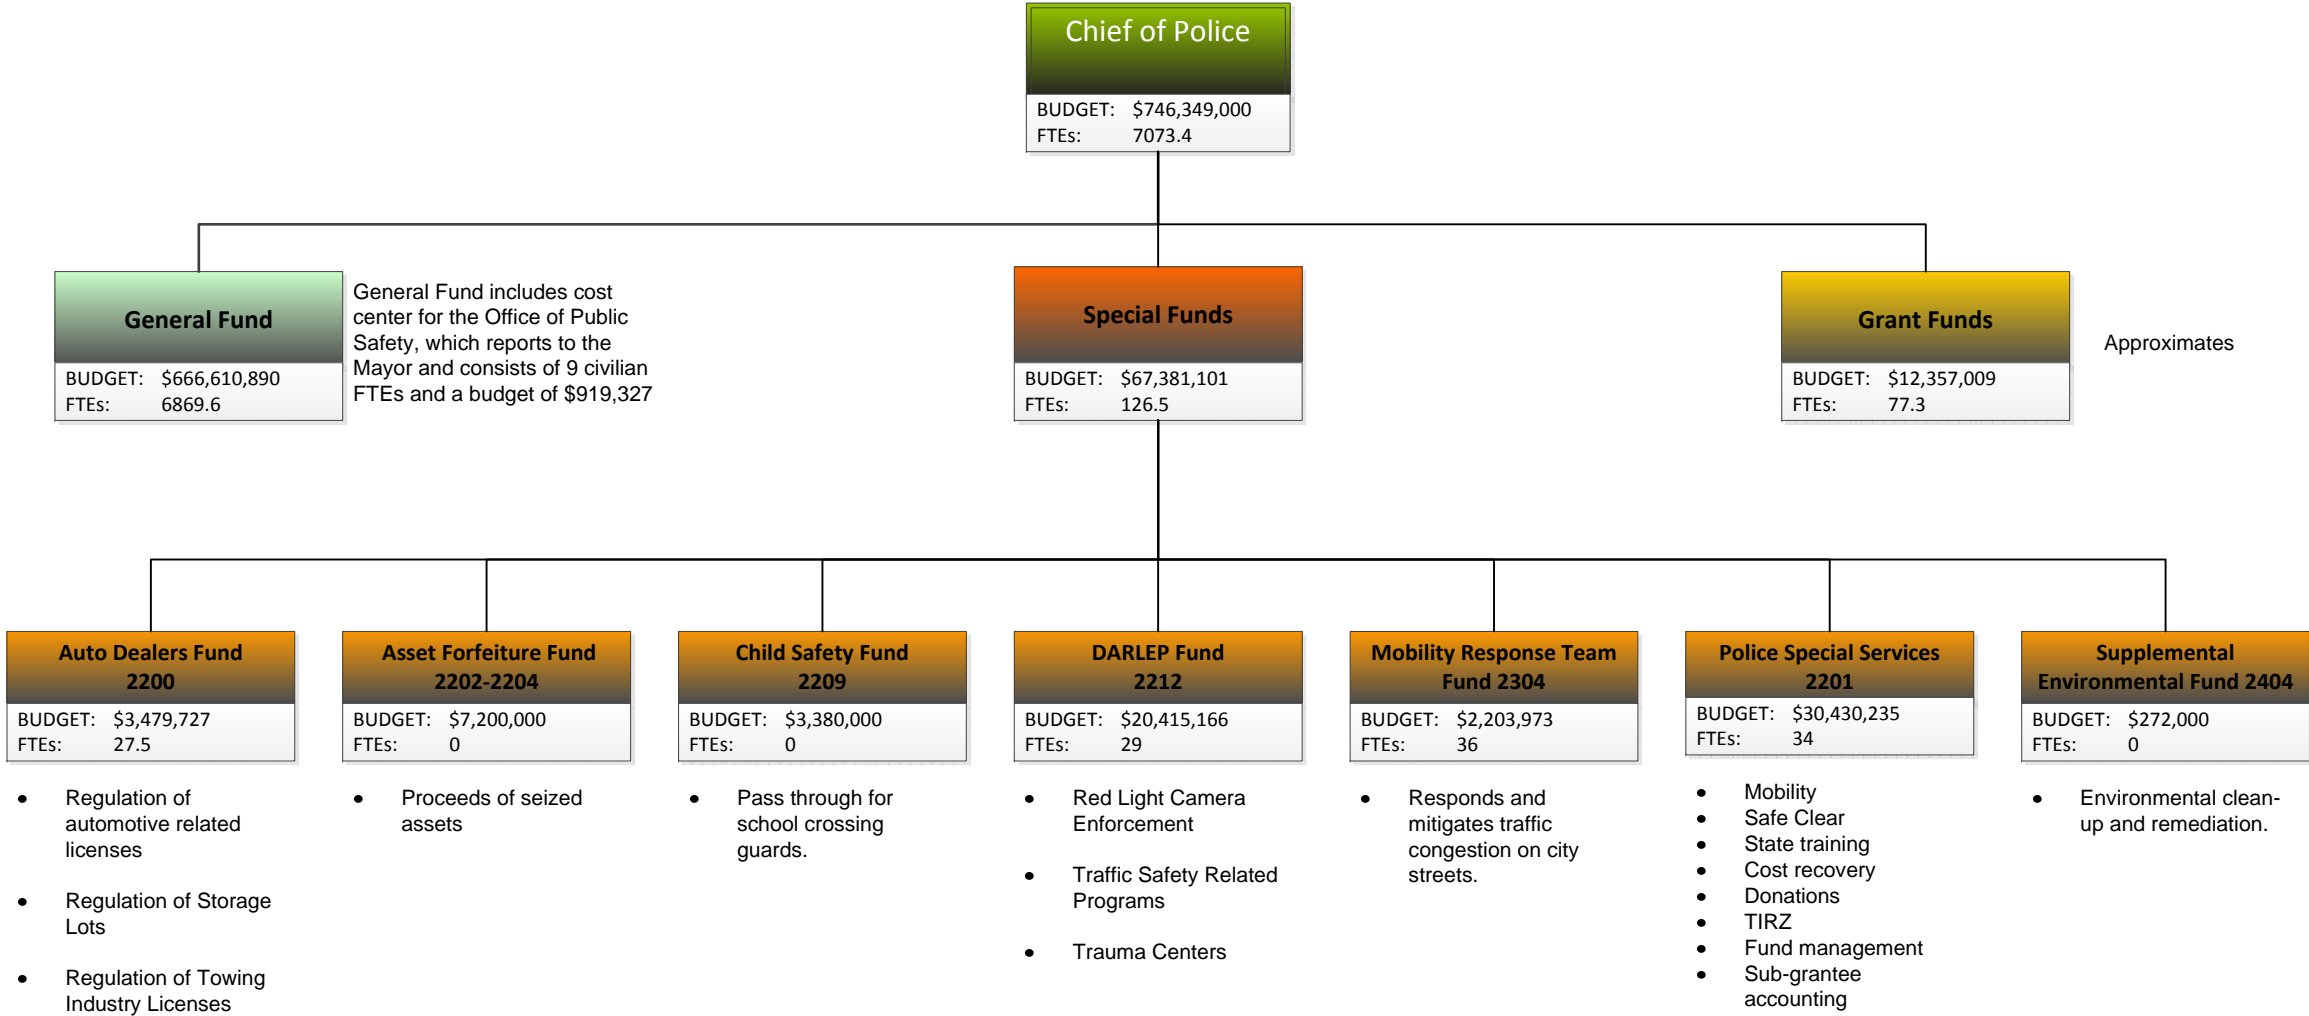 Chief of Police
BUDGET: $746,349,000
FTEs: 7073.4
General Fund
BUDGET: $666,610,890
FTEs: 6869.6
General Fund includes cost
center for the Office of Public
Safety, which reports to the
Mayor and consists of 9 civilian
FTEs and a budget of $919,327
Special Funds
BUDGET: $67,381,101
FTEs: 126.5
Grant Funds
BUDGET: $12,357,009
FTEs: 77.3
Approximates
Auto Dealers Fund
2200
BUDGET: $3,479,727
FTEs: 27.5
• Regulation of
automotive related
licenses
• Regulation of Storage
Lots
• Regulation of Towing
Industry Licenses
Asset Forfeiture Fund
2202-2204
BUDGET: $7,200,000
FTEs: 0
• Proceeds of seized
assets
Child Safety Fund
2209
BUDGET: $3,380,000
FTEs: 0
• Pass through for
school crossing
guards.
DARLEP Fund
2212
BUDGET: $20,415,166
FTEs: 29
• Red Light Camera
Enforcement
• Traffic Safety Related
Programs
• Trauma Centers
Mobility Response Team
Fund 2304
BUDGET: $2,203,973
FTEs: 36
• Responds and
mitigates traffic
congestion on city
streets.
Police Special Services
2201
BUDGET: $30,430,235
FTEs: 34
• Mobility
• Safe Clear
• State training
• Cost recovery
• Donations
• TIRZ
• Fund management
• Sub-grantee
accounting
Supplemental
Environmental Fund 2404
BUDGET: $272,000
FTEs: 0
• Environmental clean-
up and remediation.